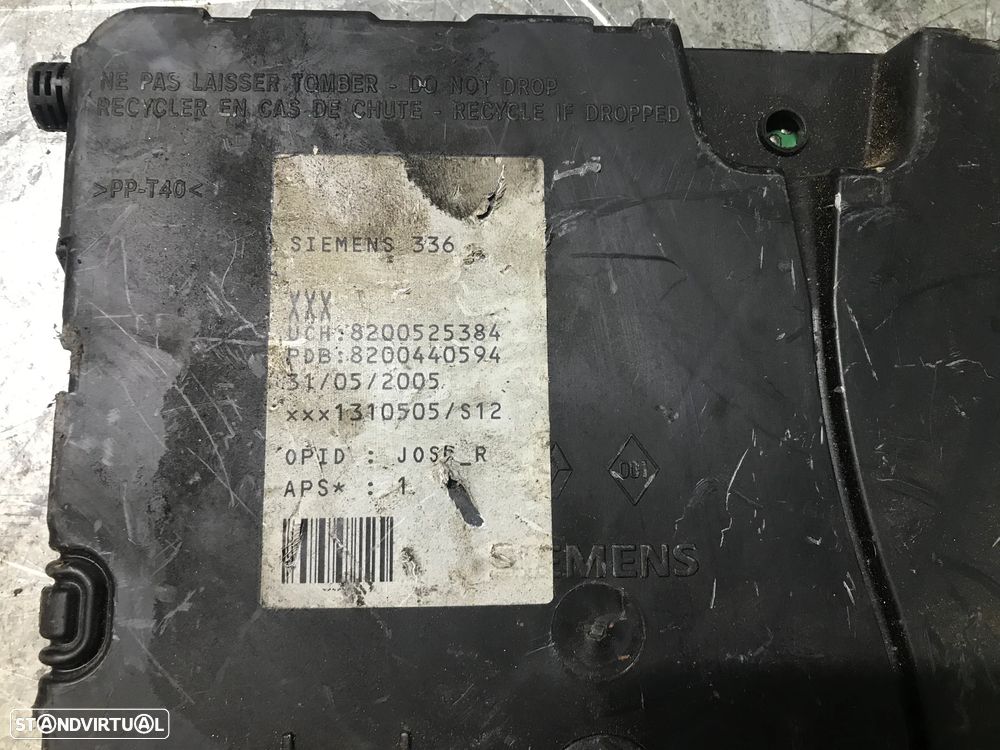 NE PAS LAISSER TOMBER - DO NOT DROP
RECYCLER EN CAS DE CHUTE - RECYCLE IF DROPPED
>PP-T40<
SIEMENS 336
XXX
UCH:8200525384
PDB:8200440594
31/05/2005
xxx1310505/S12
OPID : JOSE_R
APS* : 1
001
SIEMENS
STANDVIRTUAL